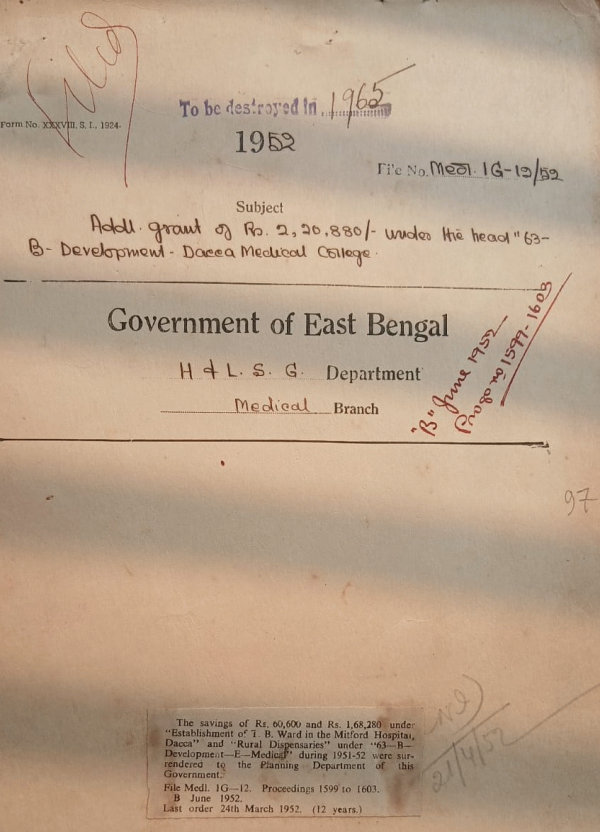 Filed
To be destroyed in 1965
Form No. XXXVIII, S. I., 1924.
1952
File No. Medl. 1G-12/52
Subject
Addl. grant of Rs. 2,20,880/- under the head "63-
B- Development - Dacca Medical College.
Government of East Bengal
H & L. S. G. Department
Medical Branch
"B" June 1952
Progs no 1599-1603
97
The savings of Rs. 60,600 and Rs. 1,68,280 under
"Establishment of T. B. Ward in the Mitford Hospital,
Dacca" and "Rural Dispensaries" under "63—B—
Development—E—Medical" during 1951-52 were sur-
rendered to the Planning Department of this
Government.
File Medl. 1G—12. Proceedings 1599 to 1603.
B June 1952.
Last order 24th March 1952. (12 years.)
21/4/52